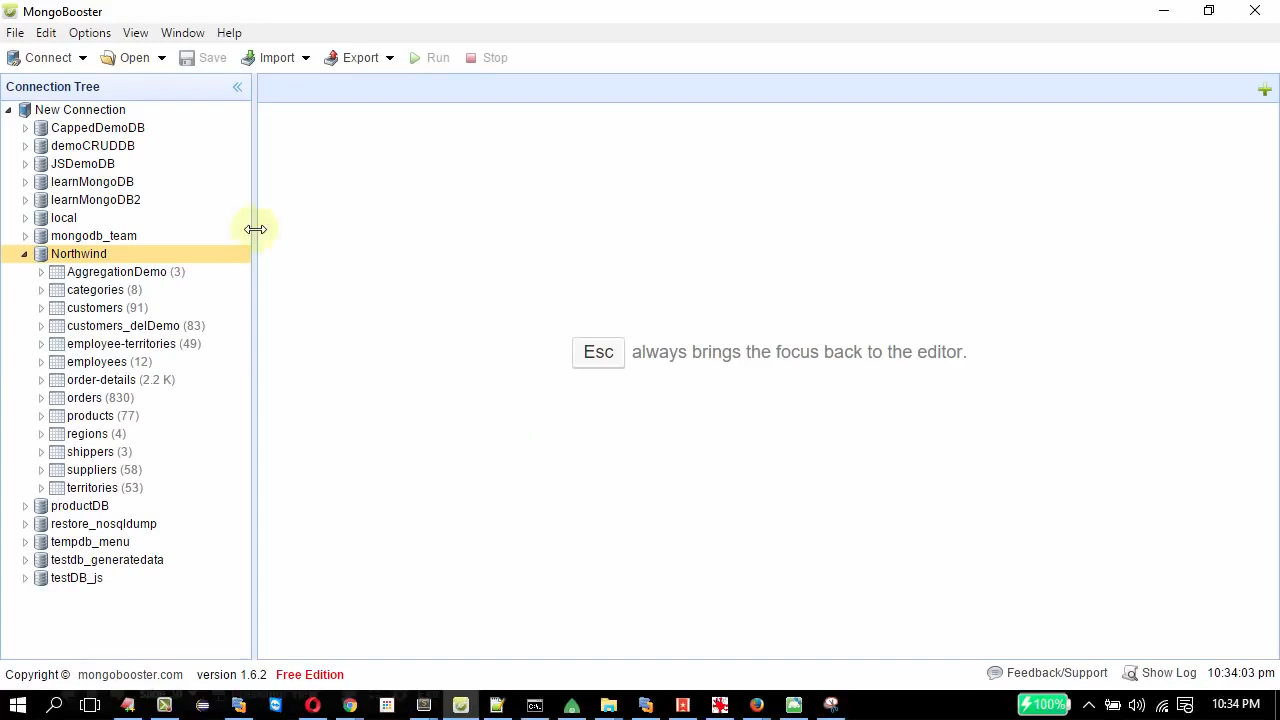 MongoBooster
File Edit Options View Window Help
Connect Open Save Import Export Run Stop
Connection Tree
New Connection
CappedDemoDB
demoCRUDDB
JSDemoDB
learnMongoDB
learnMongoDB2
local
mongodb_team
Northwind
AggregationDemo (3)
categories (8)
customers (91)
customers_delDemo (83)
employee-territories (49)
employees (12)
order-details (2.2 K)
orders (830)
products (77)
regions (4)
shippers (3)
suppliers (58)
territories (53)
productDB
restore_nosqldump
tempdb_menu
testdb_generatedata
testDB_js
Esc always brings the focus back to the editor.
Copyright © mongobooster.com version 1.6.2 Free Edition Feedback/Support Show Log 10:34:03 pm
100% 10:34 PM